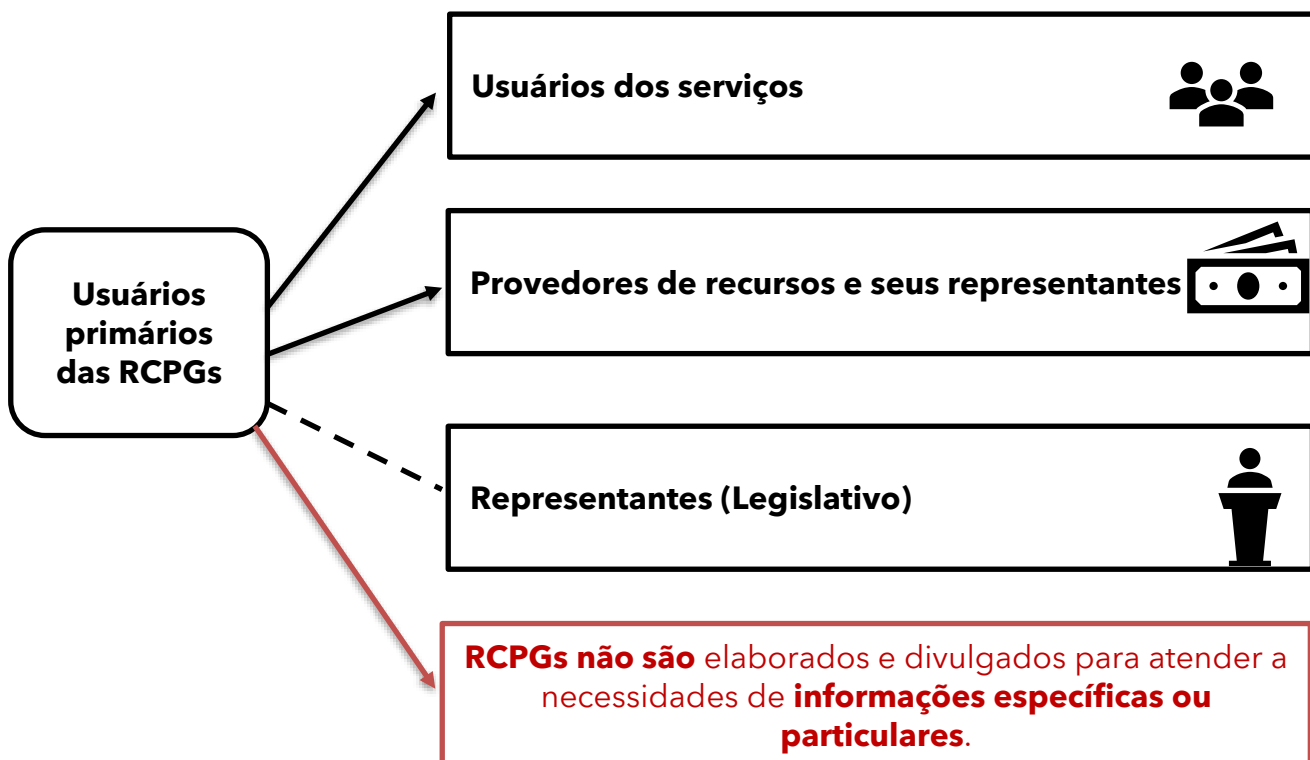 Usuários dos serviços
Provedores de recursos e seus representantes
Usuários
primários
das RCPGs
Representantes (Legislativo)
RCPGs não são elaborados e divulgados para atender a
necessidades de informações específicas ou
particulares.